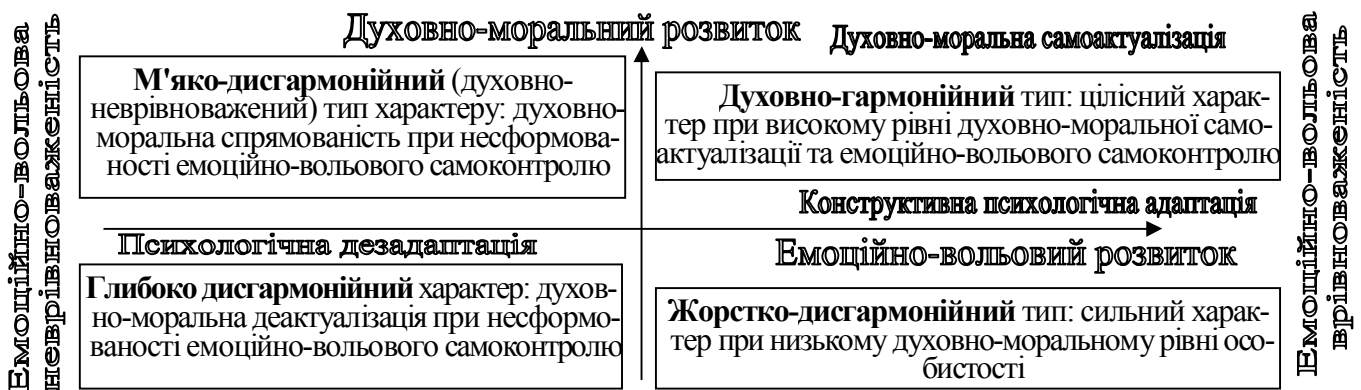 Емоційно-вольова
неврівноваженість
Духовно-моральний розвиток
Духовно-моральна самоактуалізація
М'яко-дисгармонійний (духовно-
неврівноважений) тип характеру: духовно-
моральна спрямованість при несформова-
ності емоційно-вольового самоконтролю
Духовно-гармонійний тип: цілісний харак-
тер при високому рівні духовно-моральної само-
актуалізації та емоційно-вольового самоконтролю
Конструктивна психологічна адаптація
Психологічна дезадаптація
Емоційно-вольовий розвиток
Глибоко дисгармонійний характер: духов-
но-моральна деактуалізація при несформо-
ваності емоційно-вольового самоконтролю
Жорстко-дисгармонійний тип: сильний харак-
тер при низькому духовно-моральному рівні осо-
бистості
Емоційно-вольова
врівноваженість